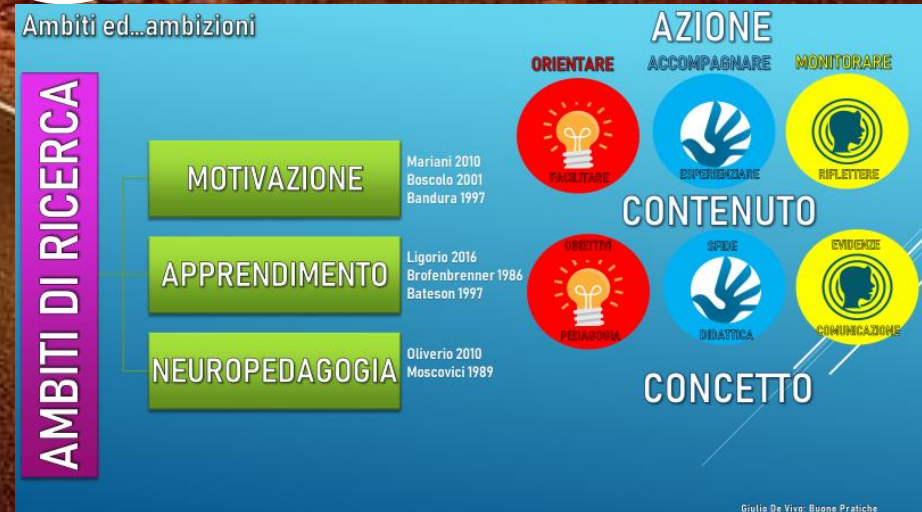 Ambiti ed...ambizioni
AMBITI DI RICERCA
MOTIVAZIONE
Mariani 2010
Boscolo 2001
Bandura 1997
APPRENDIMENTO
Ligorio 2016
Brofenbrenner 1986
Bateson 1997
NEUROPEDAGOGIA
Oliverio 2010
Moscovici 1989
AZIONE
ORIENTARE
ACCOMPAGNARE
MONITORARE
FACILITARE
ESPERIENZIARE
RIFLETTERE
CONTENUTO
OBIETTIVI
SFIDE
EVIDENZE
PEDAGOGIA
DIDATTICA
COMUNICAZIONE
CONCETTO
Giulio De Vivo: Buone Pratiche